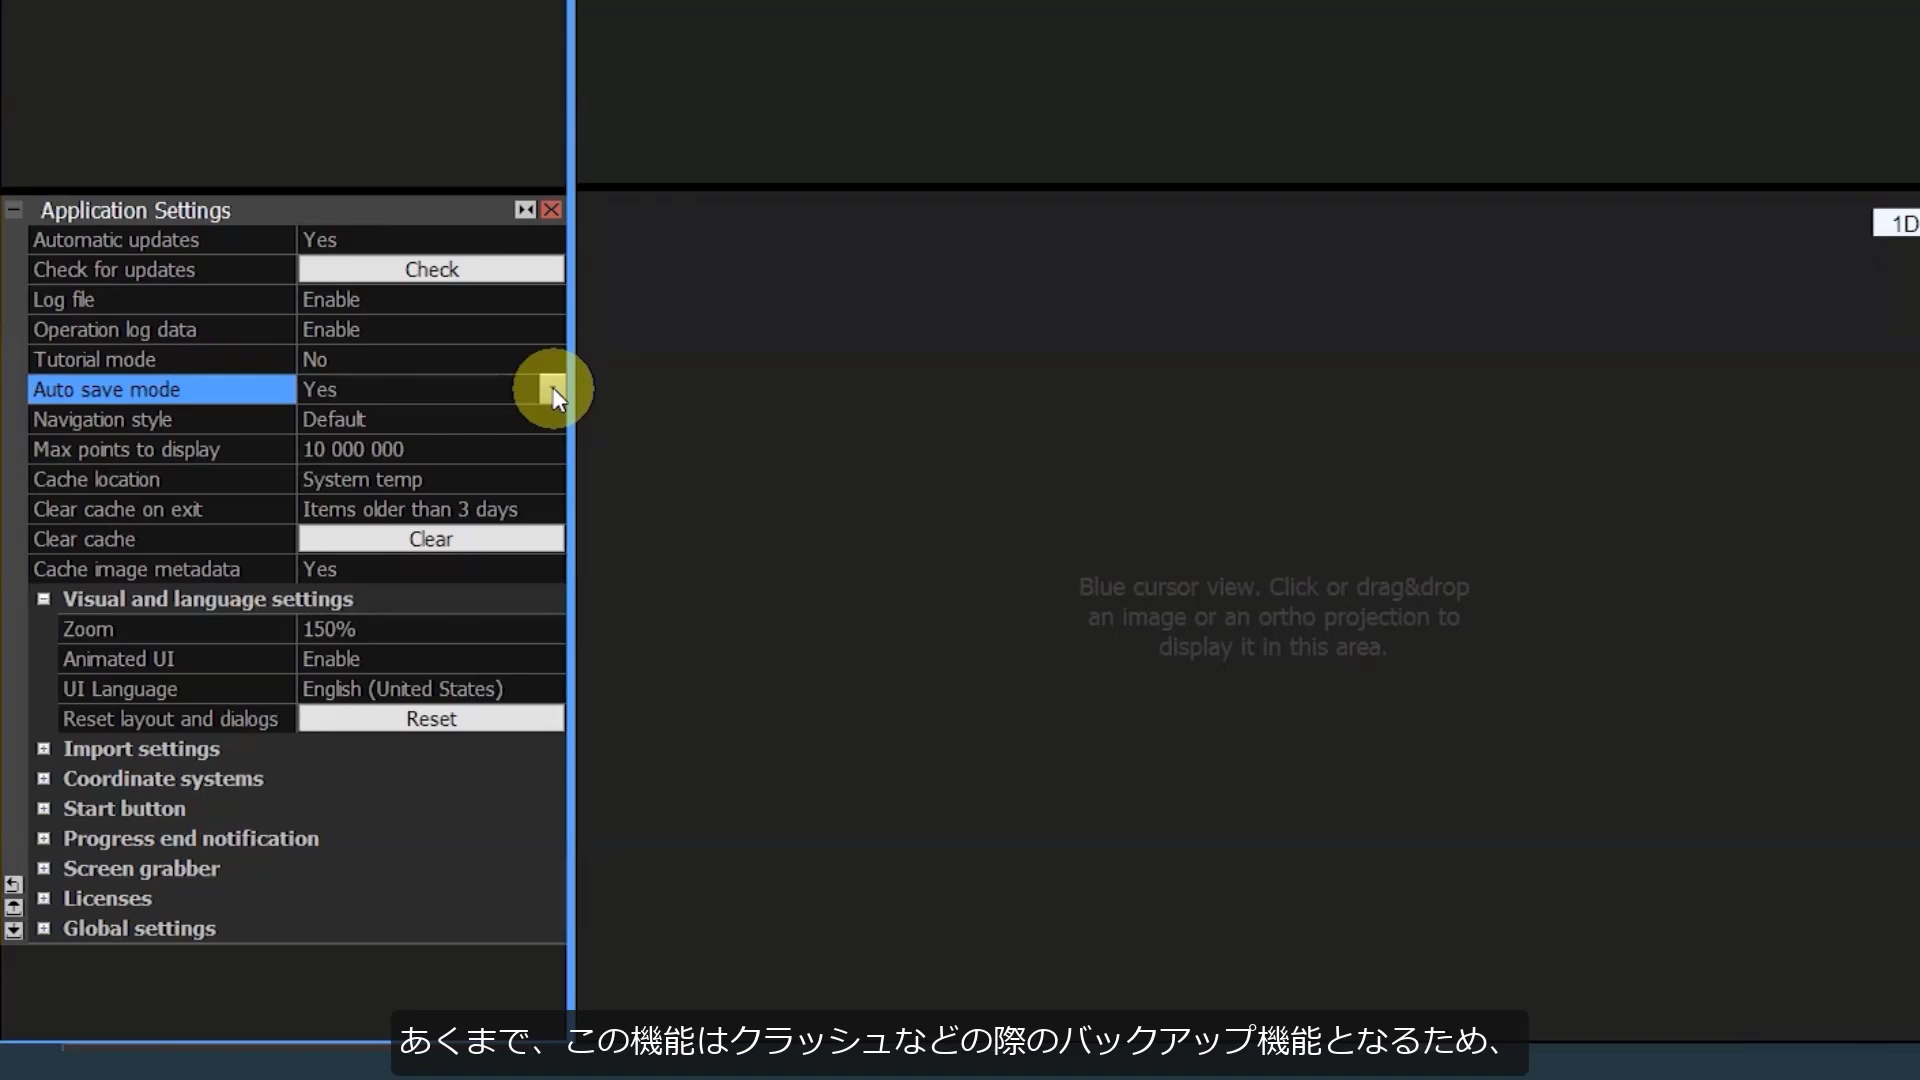 Application Settings
Automatic updates Yes
Check for updates Check
Log file Enable
Operation log data Enable
Tutorial mode No
Auto save mode Yes
Navigation style Default
Max points to display 10 000 000
Cache location System temp
Clear cache on exit Items older than 3 days
Clear cache Clear
Cache image metadata Yes
Visual and language settings
Zoom 150%
Animated UI Enable
UI Language English (United States)
Reset layout and dialogs Reset
Import settings
Coordinate systems
Start button
Progress end notification
Screen grabber
Licenses
Global settings
1D
Blue cursor view. Click or drag&drop
an image or an ortho projection to
display it in this area.
あくまで、この機能はクラッシュなどの際のバックアップ機能となるため、